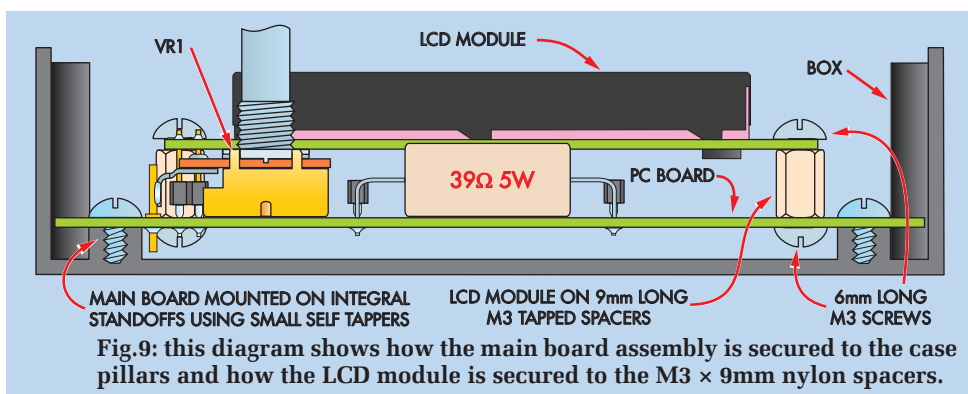 VR1
LCD MODULE
BOX
39Ω 5W
PC BOARD
MAIN BOARD MOUNTED ON INTEGRAL
STANDOFFS USING SMALL SELF TAPPERS
LCD MODULE ON 9mm LONG
M3 TAPPED SPACERS
6mm LONG
M3 SCREWS
Fig.9: this diagram shows how the main board assembly is secured to the case
pillars and how the LCD module is secured to the M3 × 9mm nylon spacers.